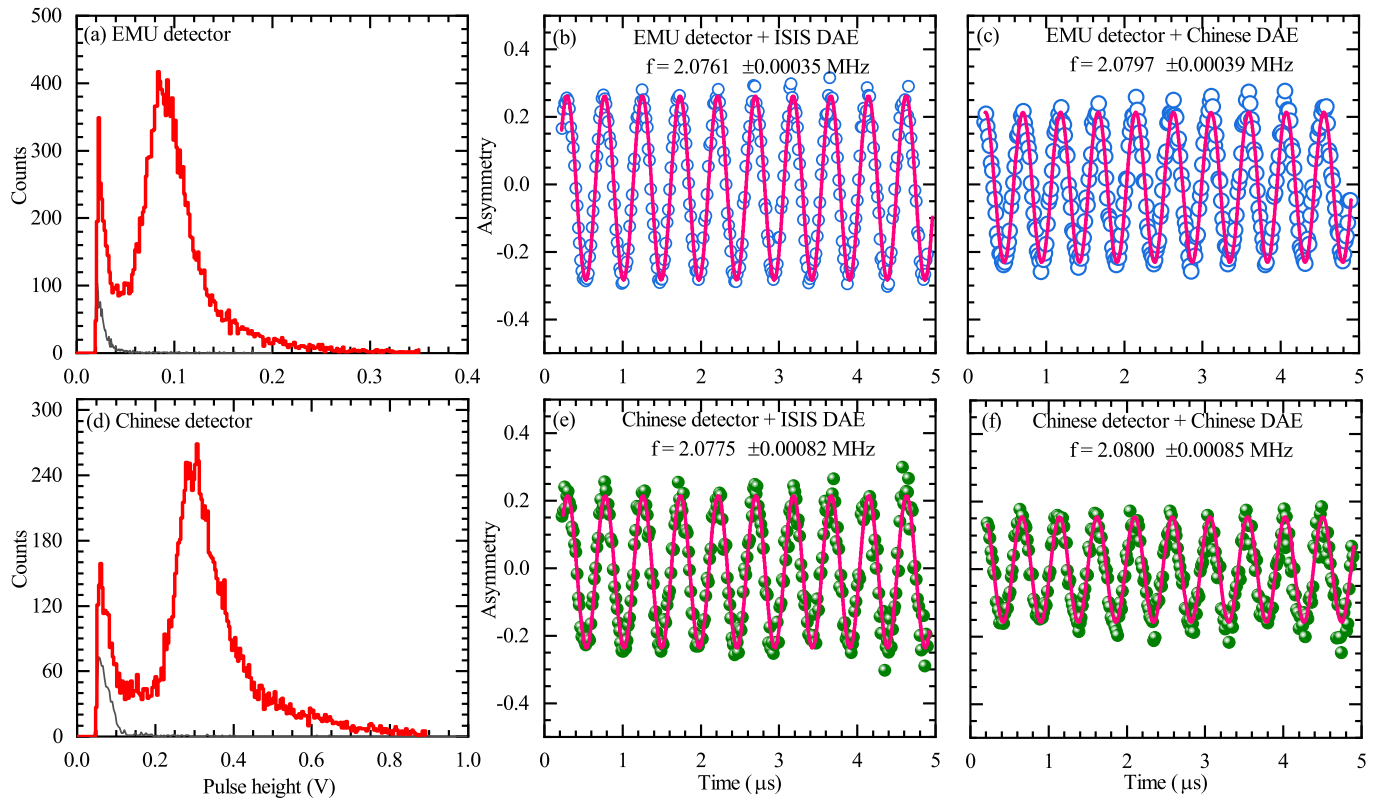 (a) EMU detector
Counts
500
400
300
200
100
0
0.0
0.1
0.2
0.3
0.4
(b)
EMU detector + ISIS DAE
f = 2.0761 ±0.00035 MHz
Asymmetry
0.4
0.2
0.0
-0.2
-0.4
0
1
2
3
4
5
(c)
EMU detector + Chinese DAE
f = 2.0797 ±0.00039 MHz
0
1
2
3
4
5
(d) Chinese detector
Counts
300
240
180
120
60
0
0.0
0.2
0.4
0.6
0.8
1.0
Pulse height (V)
(e)
Chinese detector + ISIS DAE
f = 2.0775 ±0.00082 MHz
Asymmetry
0.4
0.2
0.0
-0.2
-0.4
0
1
2
3
4
5
Time (μs)
(f)
Chinese detector + Chinese DAE
f = 2.0800 ±0.00085 MHz
0
1
2
3
4
5
Time (μs)